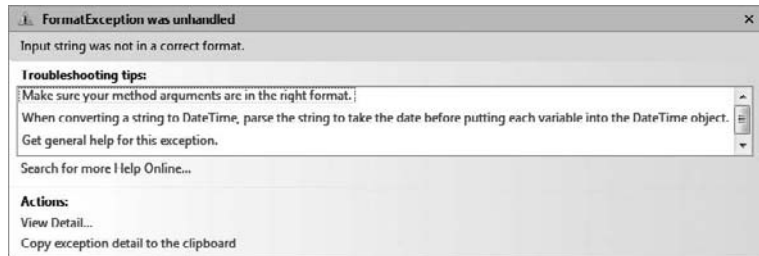 FormatException was unhandled
Input string was not in a correct format.
Troubleshooting tips:
Make sure your method arguments are in the right format.
When converting a string to DateTime, parse the string to take the date before putting each variable into the DateTime object.
Get general help for this exception.
Search for more Help Online...
Actions:
View Detail...
Copy exception detail to the clipboard